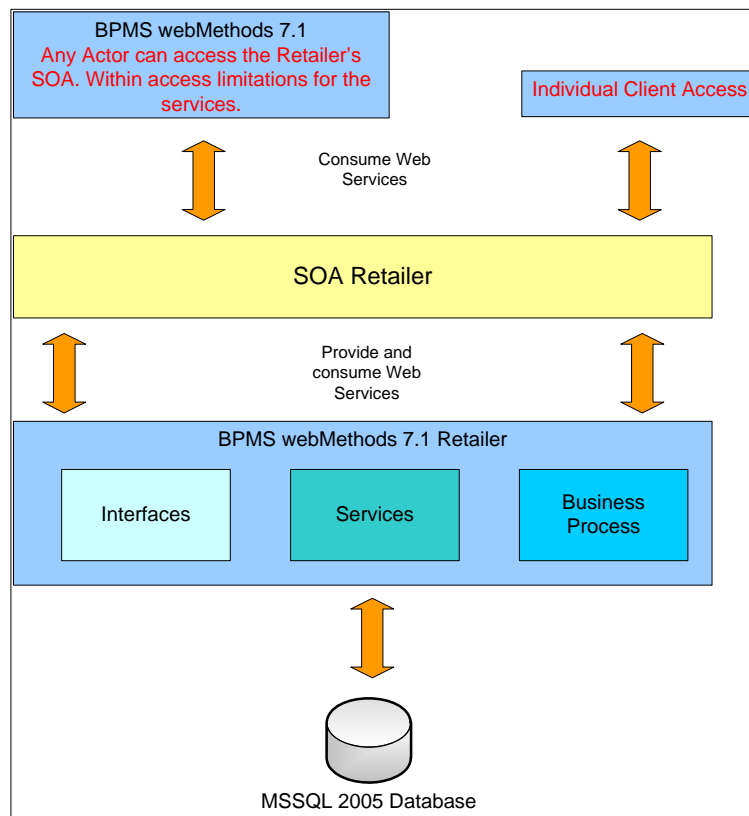 BPMS webMethods 7.1
Any Actor can access the Retailer's
SOA. Within access limitations for the
services.
Individual Client Access
Consume Web
Services
SOA Retailer
Provide and
consume Web
Services
BPMS webMethods 7.1 Retailer
Interfaces
Services
Business
Process
MSSQL 2005 Database